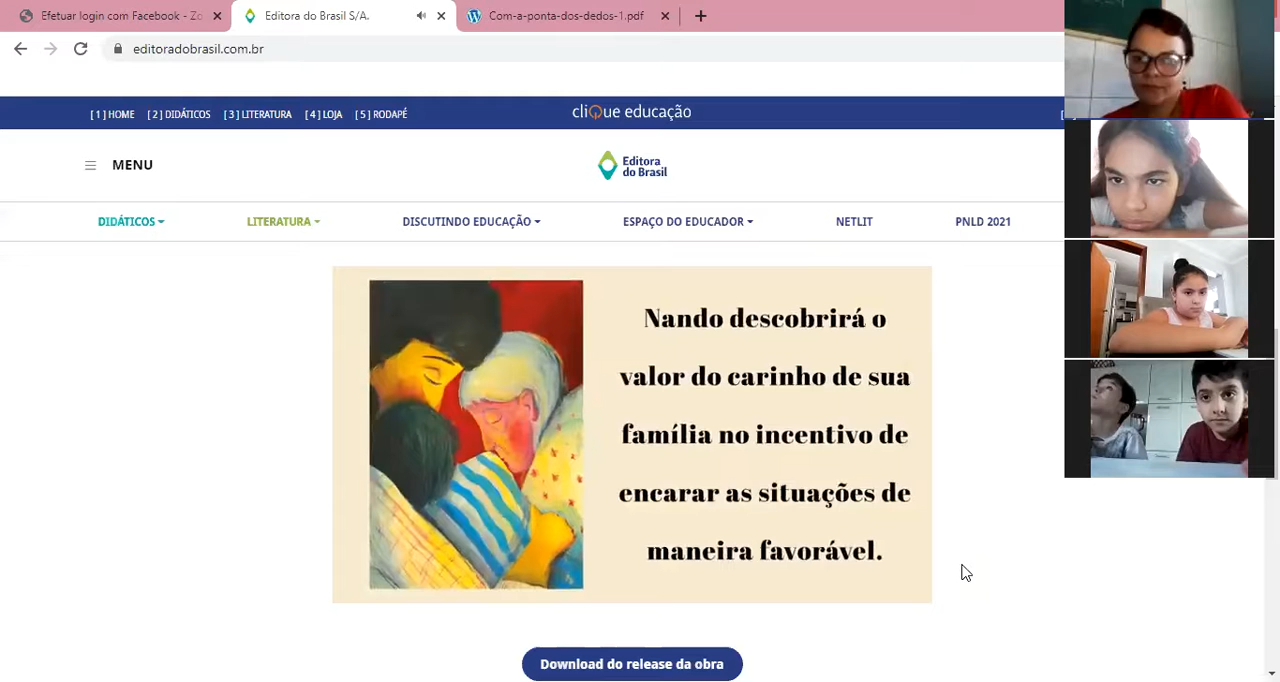 Efetuar login com Facebook - Zo
Editora do Brasil S/A.
Com-a-ponta-dos-dedos-1.pdf
editoradobrasil.com.br
[ 1 ] HOME [ 2 ] DIDÁTICOS [ 3 ] LITERATURA [ 4 ] LOJA [ 5 ] RODAPÉ
cliQue educação
MENU
Editora
do Brasil
DIDÁTICOS LITERATURA DISCUTINDO EDUCAÇÃO ESPAÇO DO EDUCADOR NETLIT PNLD 2021
Nando descobrirá o
valor do carinho de sua
família no incentivo de
encarar as situações de
maneira favorável.
Download do release da obra